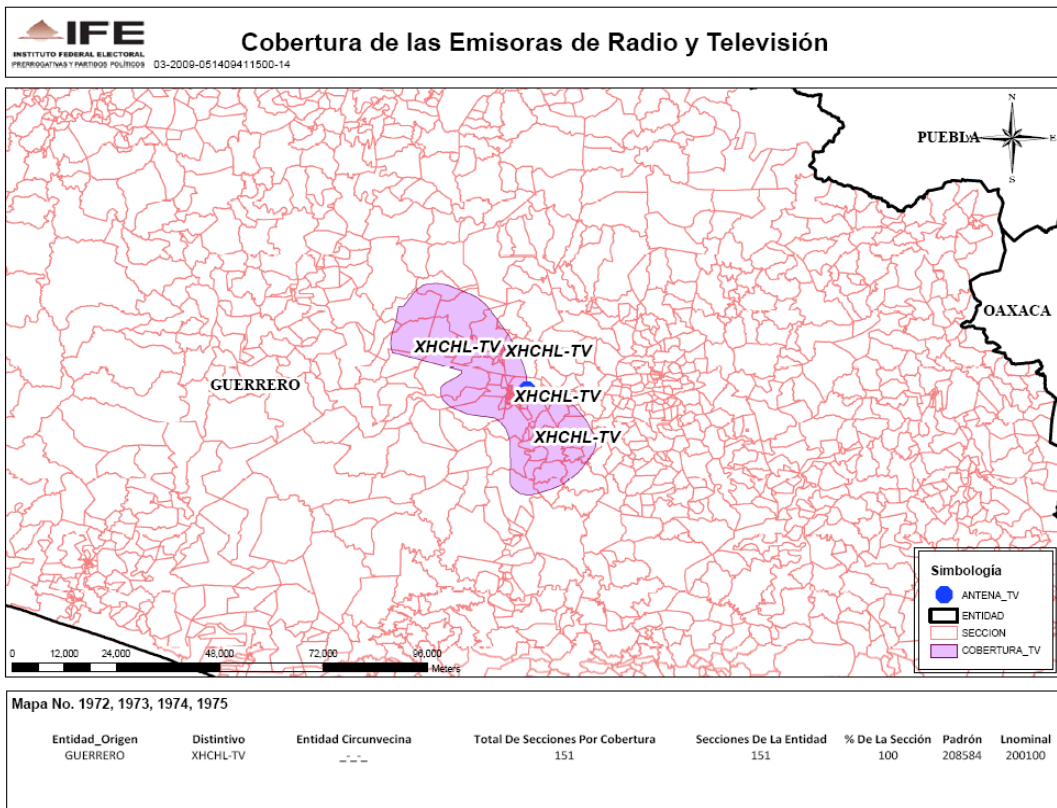 IFE
INSTITUTO FEDERAL ELECTORAL
PRERROGATIVAS Y PARTIDOS POLÍTICOS
03-2009-051409411500-14
Cobertura de las Emisoras de Radio y Televisión
N
PUEBLA
E
S
OAXACA
XHCHL-TV
XHCHL-TV
GUERRERO
XHCHL-TV
XHCHL-TV
Simbología
ANTENA_TV
ENTIDAD
SECCION
COBERTURA_TV
0 12,000 24,000 48,000 72,000 96,000
Meters
Mapa No. 1972, 1973, 1974, 1975
Entidad_Origen Distintivo Entidad Circunvecina Total De Secciones Por Cobertura Secciones De La Entidad % De La Sección Padrón Lnominal
GUERRERO XHCHL-TV _-_-_ 151 151 100 208584 200100